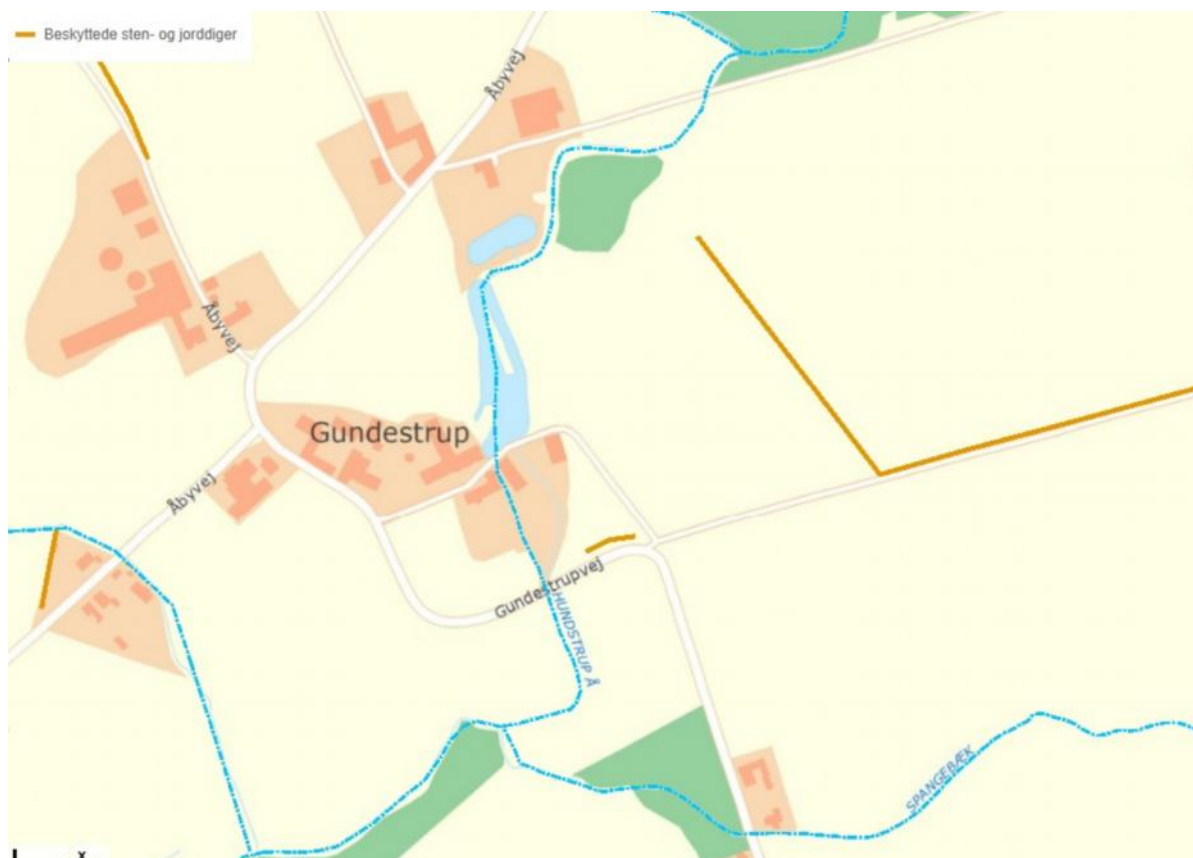 Beskyttede sten- og jorddiger
Åbyvej
Åbyvej
Gundestrup
Åbyvej
Gundestrupvej
HUNDSTRUP Å
SPANGEBÆK
x